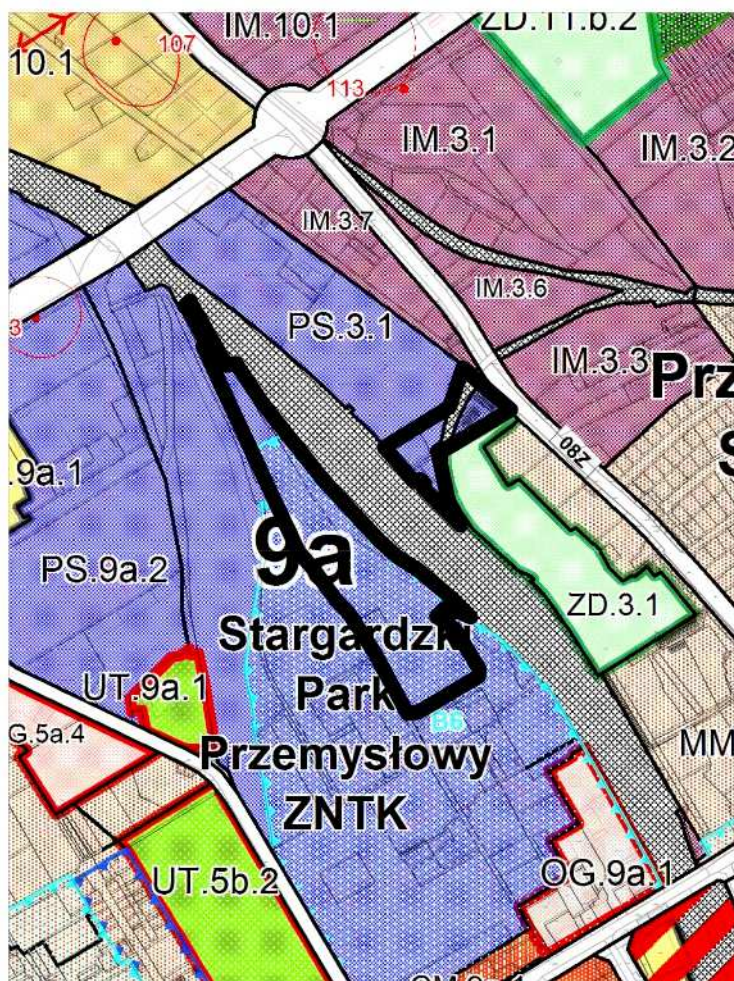 IM.10.1
ZD.11.b.2
107
10.1
113
IM.3.1
IM.3.2
IM.3.7
IM.3.6
3
PS.3.1
IM.3.3
Prz
S
08Z
.9a.1
9a
PS.9a.2
ZD.3.1
Stargardzki
Park
Przemysłowy
ZNTK
UT.9a.1
B6
G.5a.4
MM
UT.5b.2
OG.9a.1